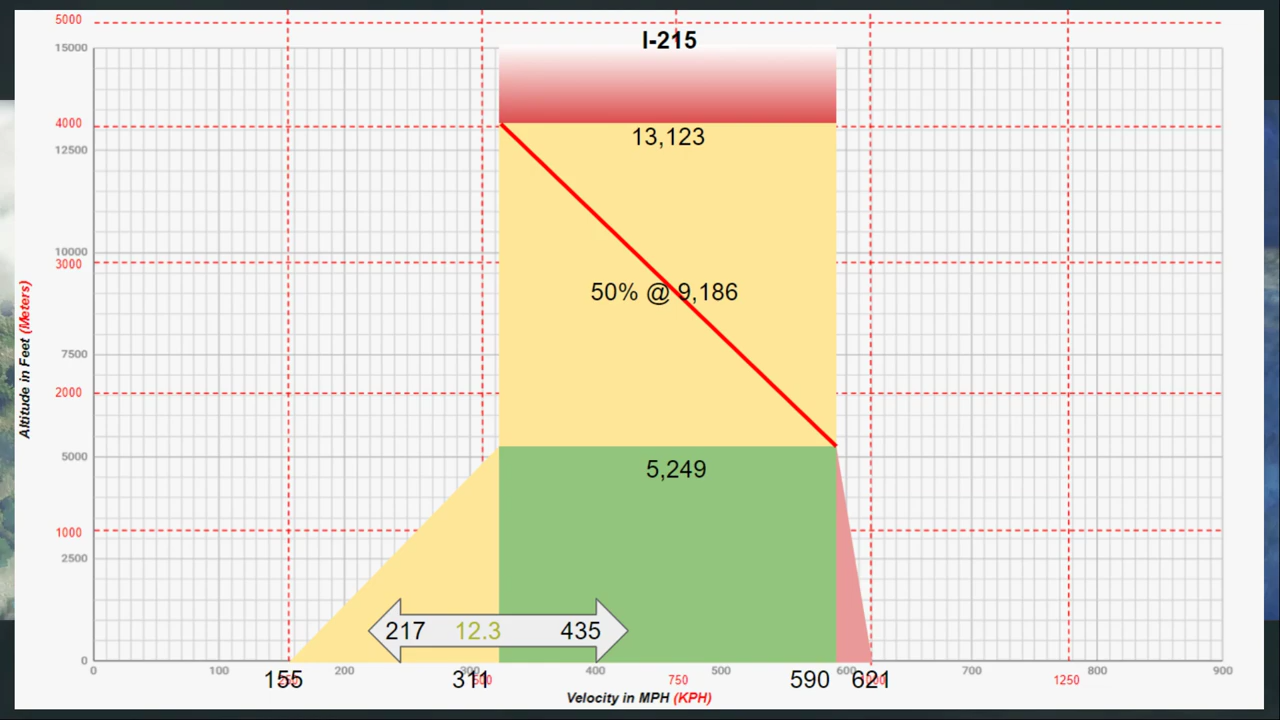 5000
I-215
15000
4000
13,123
12500
10000
3000
50% @ 9,186
7500
2000
5,249
5000
1000
2500
217 12.3 435
0
0 100 200 300 400 500 600 700 800 900
155 311 500 750 590 621 1250
Altitude in Feet (Meters)
Velocity in MPH (KPH)